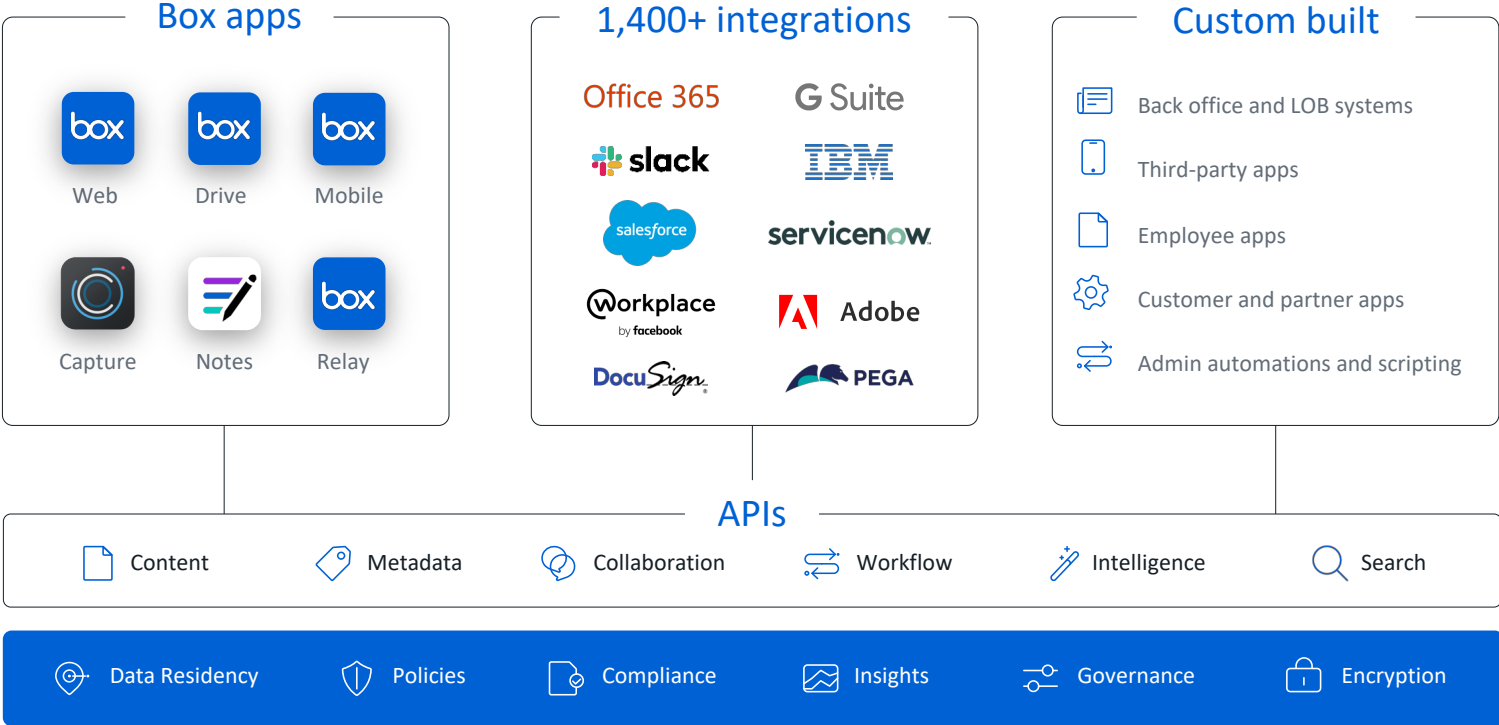 Box apps
box
box
box
Web
Drive
Mobile
box
Capture
Notes
Relay
1,400+ integrations
Office 365
G Suite
slack
IBM
salesforce
servicenow
workplace
by facebook
Adobe
DocuSign
PEGA
Custom built
Back office and LOB systems
Third-party apps
Employee apps
Customer and partner apps
Admin automations and scripting
APIs
Content
Metadata
Collaboration
Workflow
Intelligence
Search
Data Residency
Policies
Compliance
Insights
Governance
Encryption